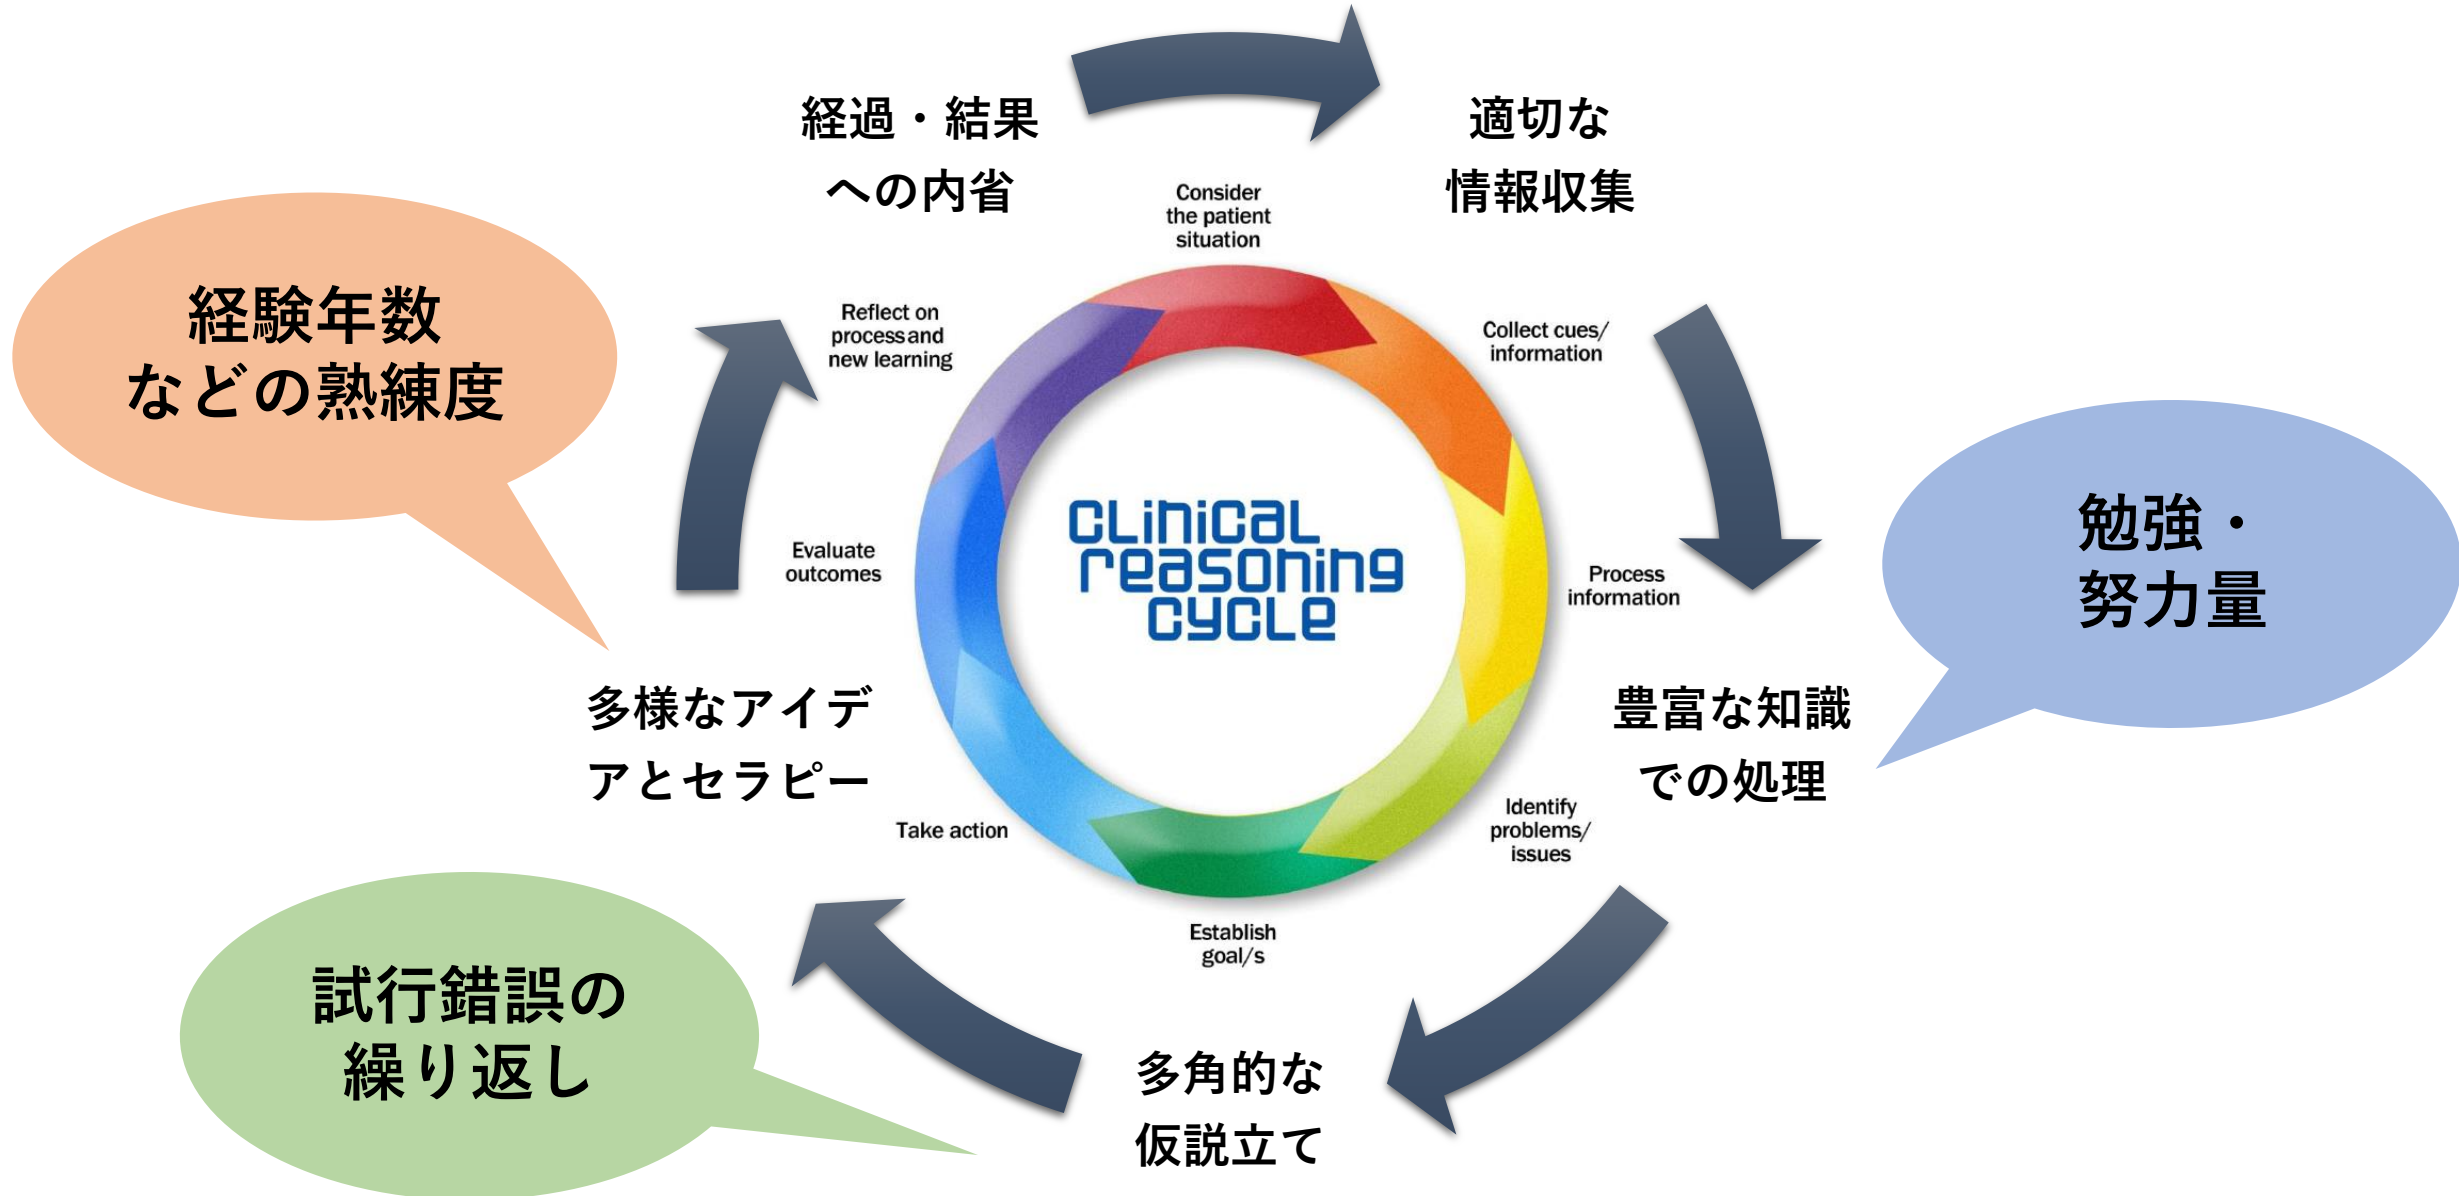 経過・結果
への内省
適切な
情報収集
Consider
the patient
situation
経験年数
などの熟練度
Reflect on
process and
new learning
Collect cues/
information
勉強・
努力量
CLINICAL
reasoning
CYCLE
Evaluate
outcomes
Process
information
多様なアイデ
アとセラピー
豊富な知識
での処理
Take action
Identify
problems/
issues
Establish
goal/s
試行錯誤の
繰り返し
多角的な
仮説立て